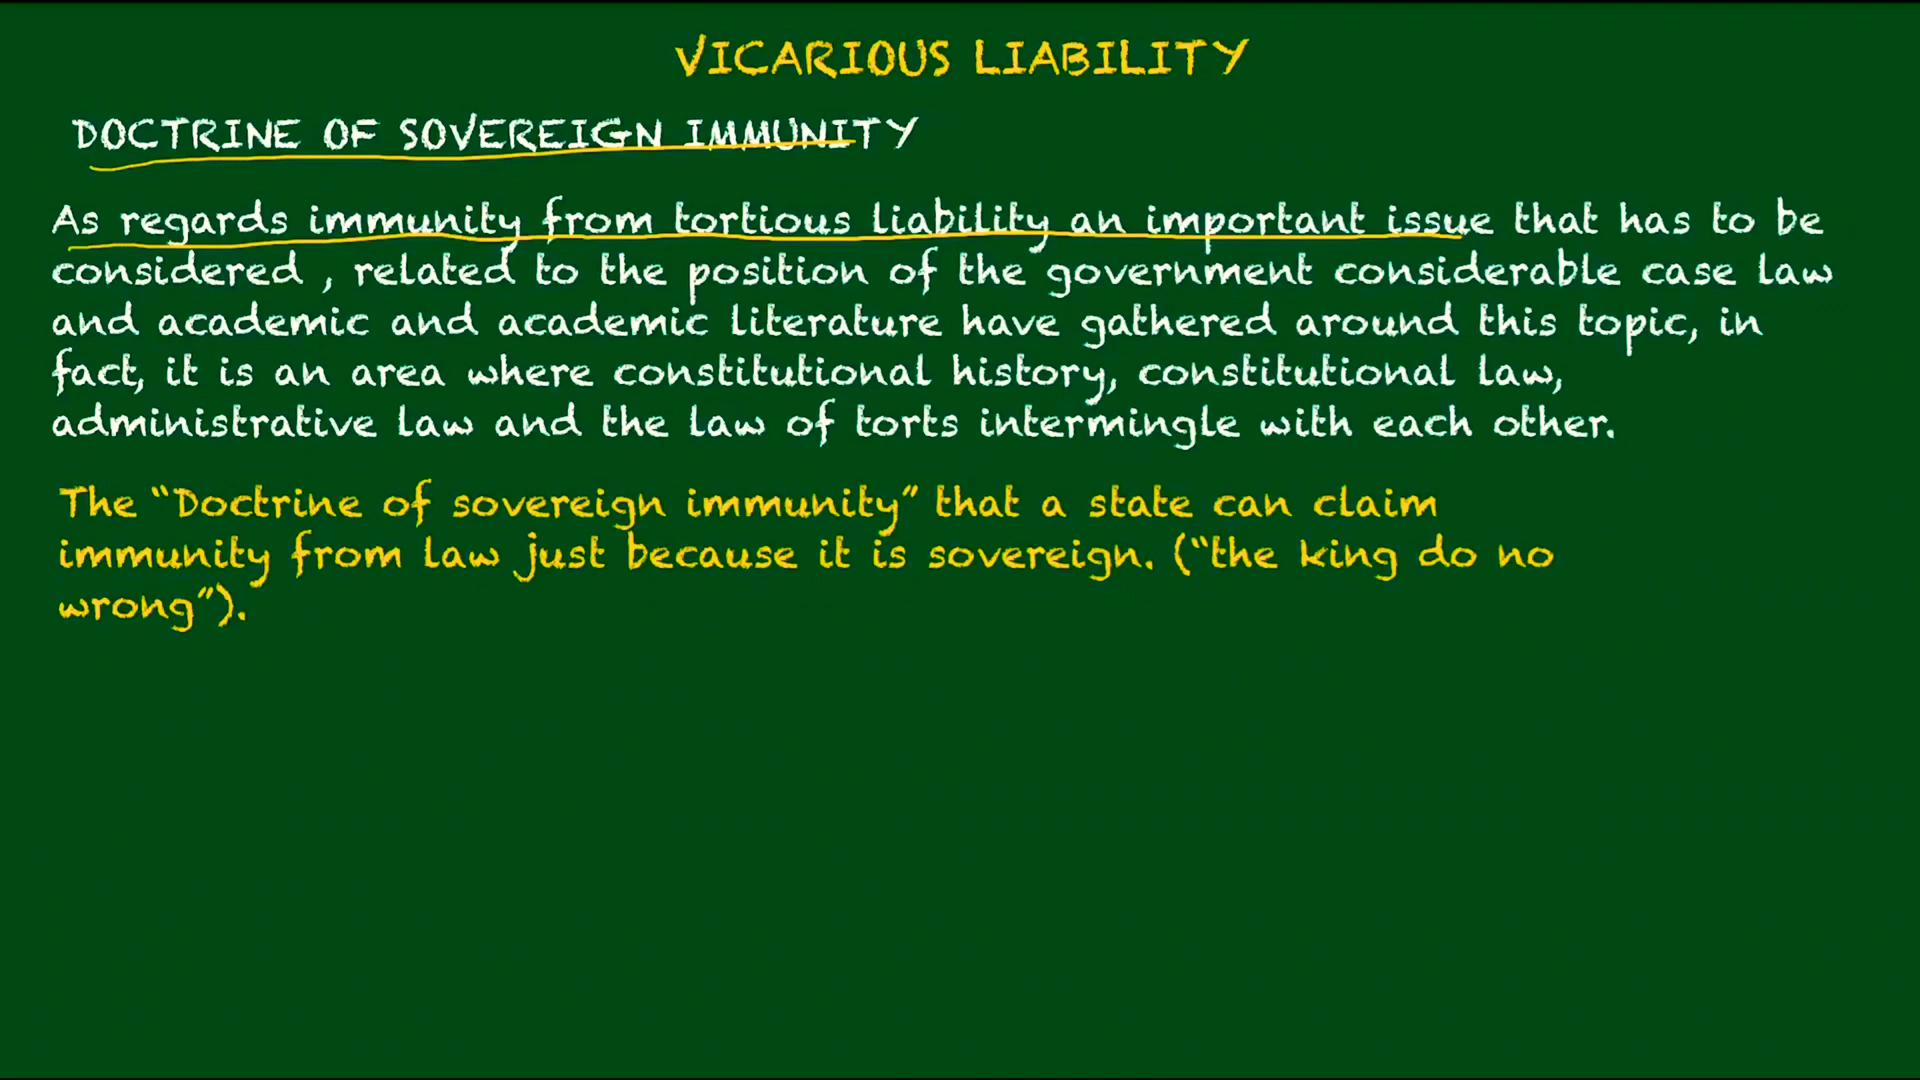 VICARIOUS LIABILITY
DOCTRINE OF SOVEREIGN IMMUNITY
As regards immunity from tortious liability an important issue that has to be
considered , related to the position of the government considerable case law
and academic and academic literature have gathered around this topic, in
fact, it is an area where constitutional history, constitutional law,
administrative law and the law of torts intermingle with each other.
The “Doctrine of sovereign immunity” that a state can claim
immunity from law just because it is sovereign. (“the king do no
wrong”).